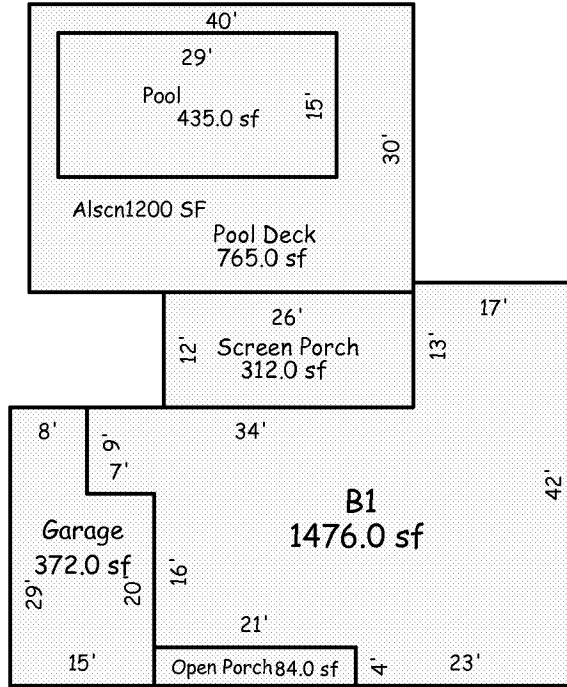 40'
29'
Pool
435.0 sf
15'
30'
Alscn1200 SF
Pool Deck
765.0 sf
17'
26'
12'
Screen Porch
312.0 sf
13'
8'
9'
34'
7'
42'
B1
1476.0 sf
Garage
372.0 sf
29'
20'
16'
21'
15'
Open Porch84.0 sf
4'
23'